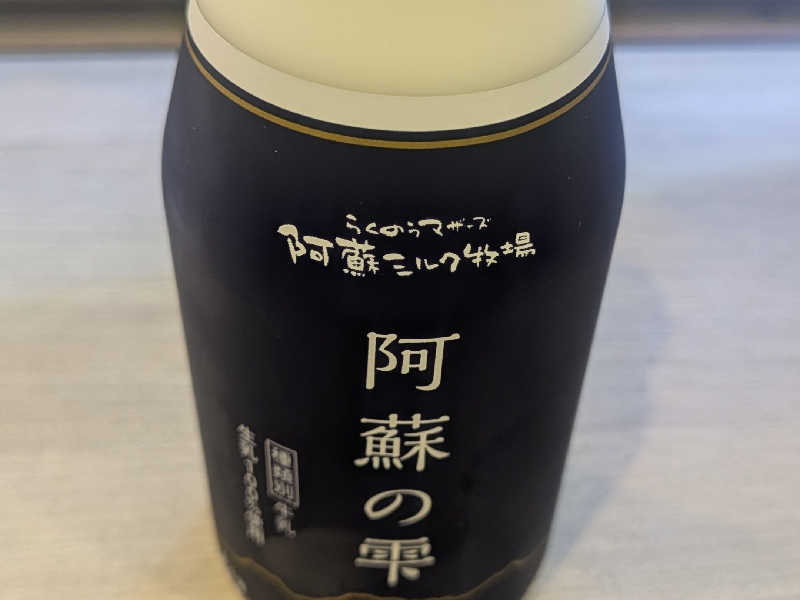 らくのうマザーズ
阿蘇ミルク牧場
阿蘇の雫
種類別 牛乳
生乳100%使用